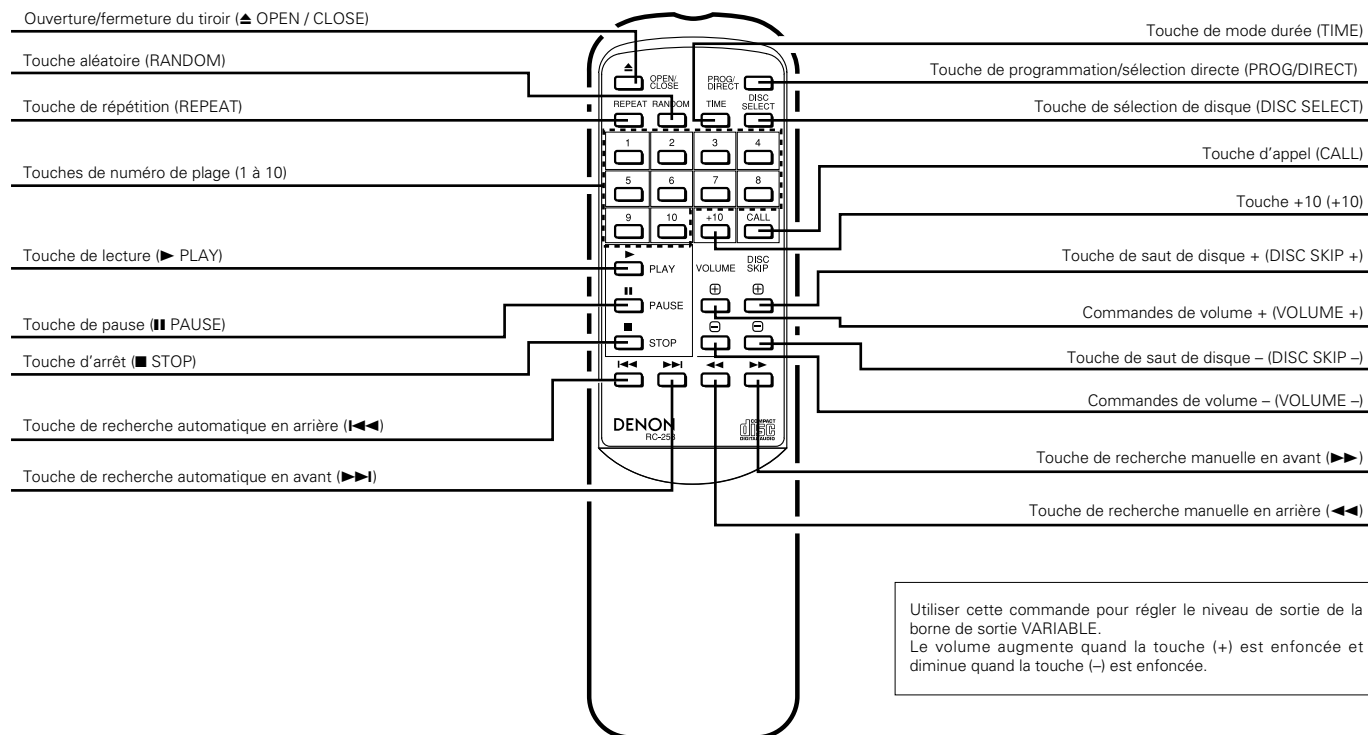 Ouverture/fermeture du tiroir (⏏ OPEN / CLOSE)
Touche aléatoire (RANDOM)
Touche de répétition (REPEAT)
Touches de numéro de plage (1 à 10)
Touche de lecture (► PLAY)
Touche de pause (❚❚ PAUSE)
Touche d'arrêt (■ STOP)
Touche de recherche automatique en arrière (I◄◄)
Touche de recherche automatique en avant (►►I)
OPEN/
CLOSE
PROG/
DIRECT
REPEAT RANDOM TIME DISC
SELECT
1 2 3 4
5 6 7 8
9 10 +10 CALL
► PLAY
VOLUME DISC
SKIP
❚❚ PAUSE
⊕ ⊕
■ STOP
⊖ ⊖
I◄◄ ►►I ◄◄ ►►
DENON
RC-253
COMPACT
disc
DIGITAL AUDIO
Touche de mode durée (TIME)
Touche de programmation/sélection directe (PROG/DIRECT)
Touche de sélection de disque (DISC SELECT)
Touche d'appel (CALL)
Touche +10 (+10)
Touche de saut de disque + (DISC SKIP +)
Commandes de volume + (VOLUME +)
Touche de saut de disque – (DISC SKIP –)
Commandes de volume – (VOLUME –)
Touche de recherche manuelle en avant (►►)
Touche de recherche manuelle en arrière (◄◄)
Utiliser cette commande pour régler le niveau de sortie de la
borne de sortie VARIABLE.
Le volume augmente quand la touche (+) est enfoncée et
diminue quand la touche (–) est enfoncée.